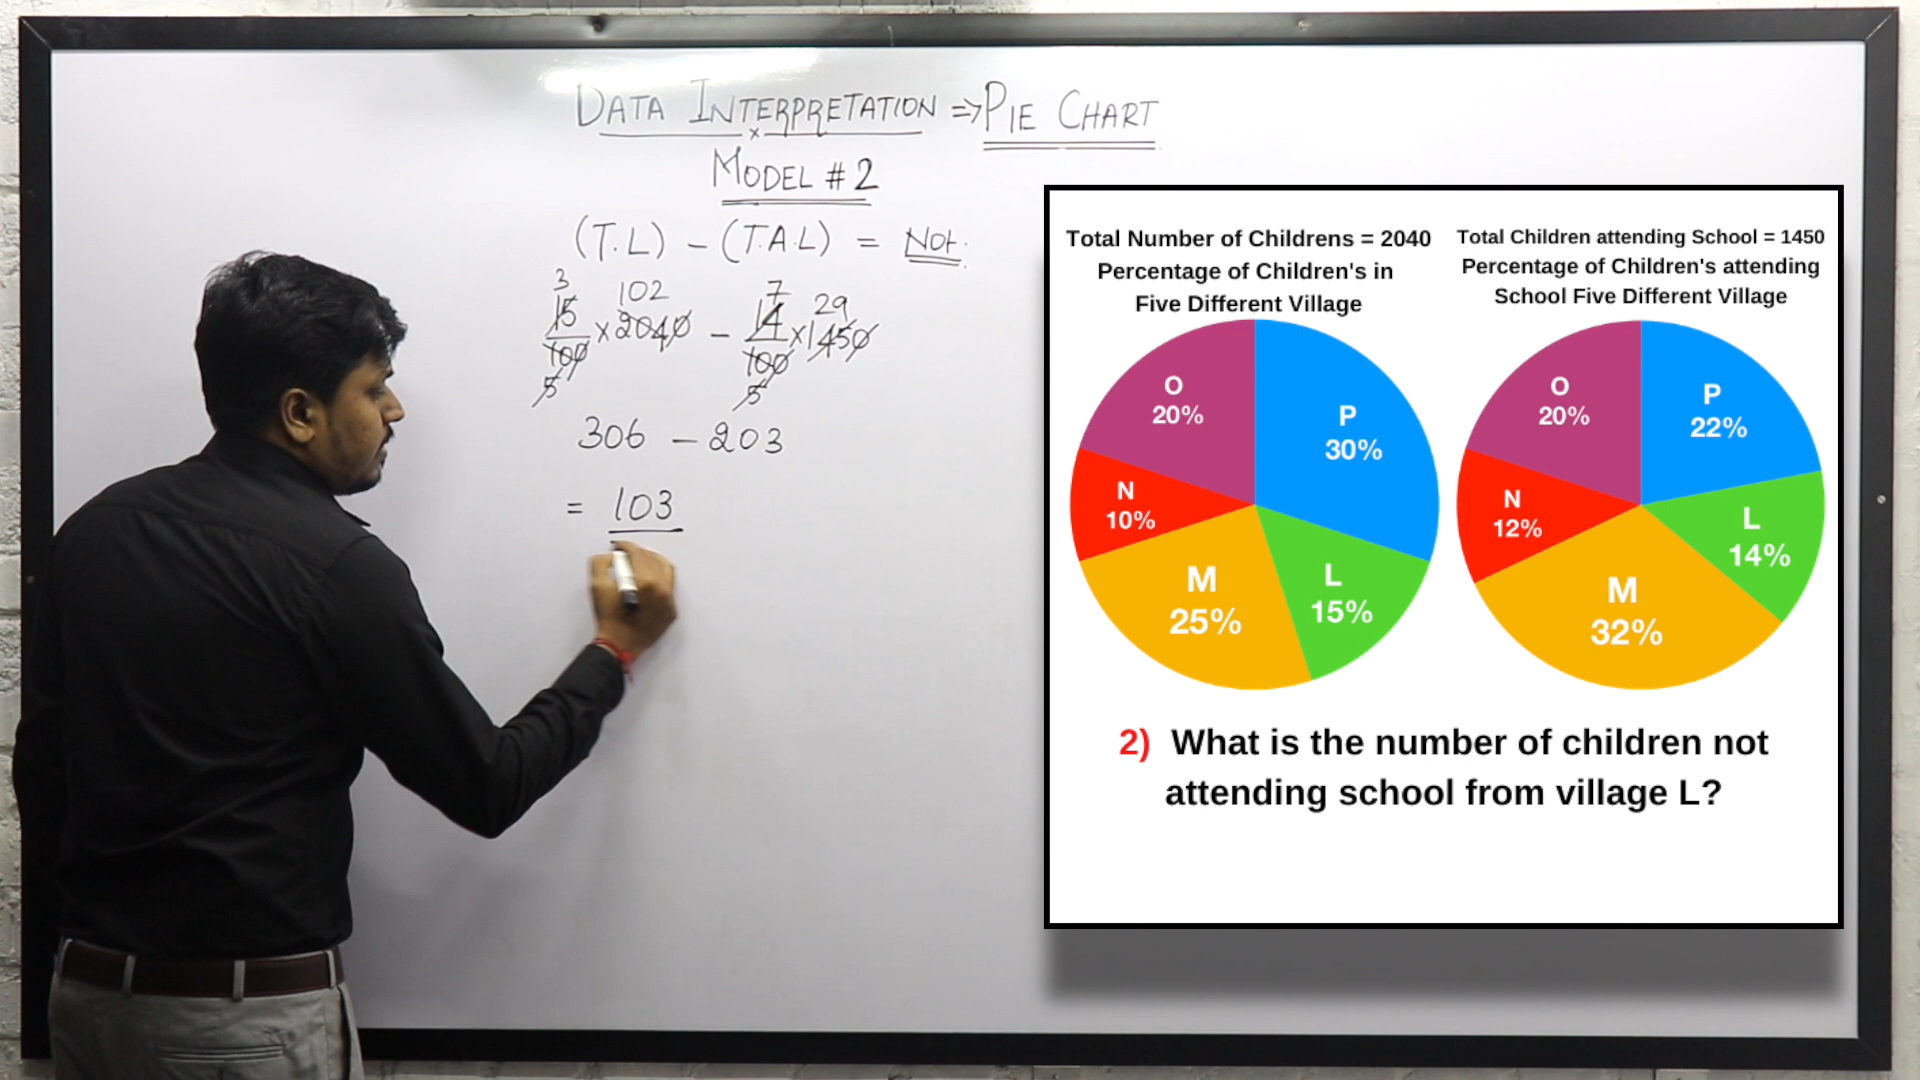 DATA INTERPRETATION => PIE CHART
MODEL #2
(T.L) - (T.A.L) = NOT.
3 102 7 29
15/100 × 2040 - 14/100 × 1450
5 5
306 - 203
= 103
Total Number of Childrens = 2040
Percentage of Children's in
Five Different Village
O
20%
P
30%
N
10%
L
15%
M
25%
Total Children attending School = 1450
Percentage of Children's attending
School Five Different Village
O
20%
P
22%
N
12%
L
14%
M
32%
2) What is the number of children not
attending school from village L?